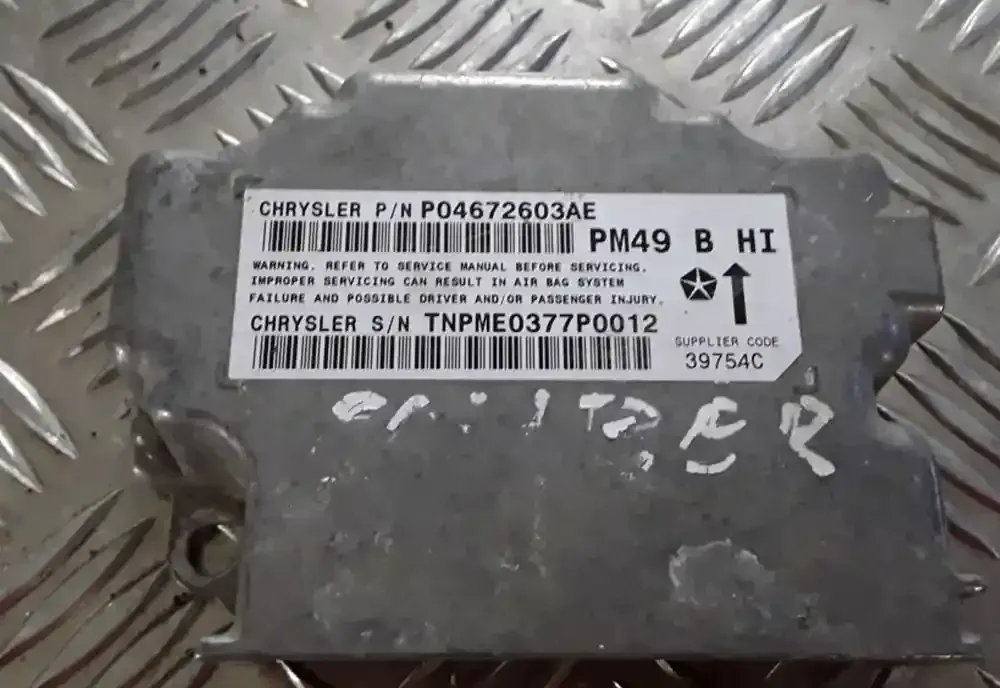 CHRYSLER P/N P04672603AE
PM49 B HI
WARNING. REFER TO SERVICE MANUAL BEFORE SERVICING.
IMPROPER SERVICING CAN RESULT IN AIR BAG SYSTEM
FAILURE AND POSSIBLE DRIVER AND/OR PASSENGER INJURY.
CHRYSLER S/N TNPME0377P0012
SUPPLIER CODE
39754C